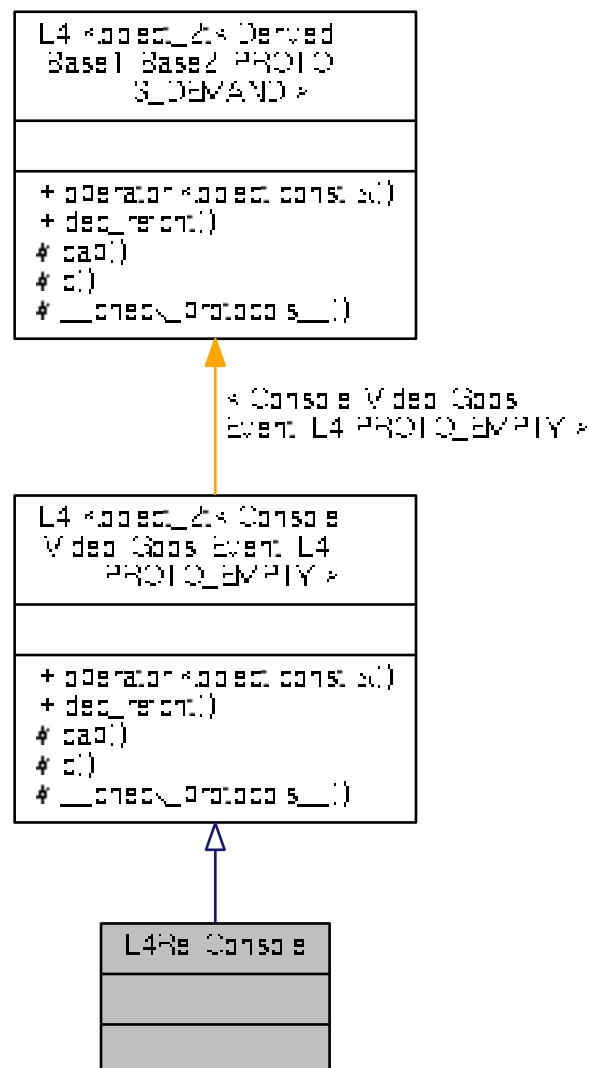 L4::Kobject_2t< Derived,
Base1, Base2, PROTO,
S_DEMAND >
+ operator Kobject const &()
+ dec_refcnt()
# cap()
# c()
# __check_protocols__()
< Console, Video::Goos,
Event, L4::PROTO_EMPTY >
L4::Kobject_2t< Console,
Video::Goos, Event, L4
::PROTO_EMPTY >
+ operator Kobject const &()
+ dec_refcnt()
# cap()
# c()
# __check_protocols__()
L4Re::Console